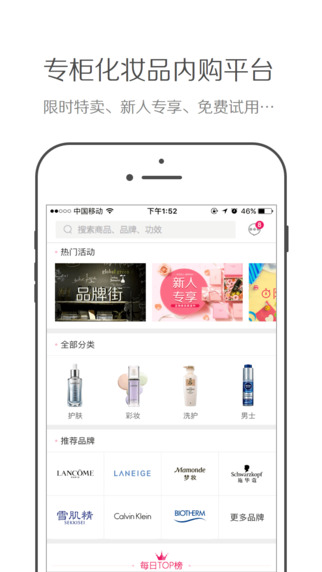 专柜化妆品内购平台
限时特卖、新人专享、免费试用…
中国移动 下午1:52 46%
搜索商品、品牌、功效 8
热门活动
品牌街
新人
专享
全部分类
护肤 彩妆 洗护 男士
推荐品牌
LANCÔME LANEIGE Mamonde Schwarzkopf
梦妆 施华蔻
雪肌精 Calvin Klein BIOTHERM 更多品牌
SEKKISEI
每日TOP榜